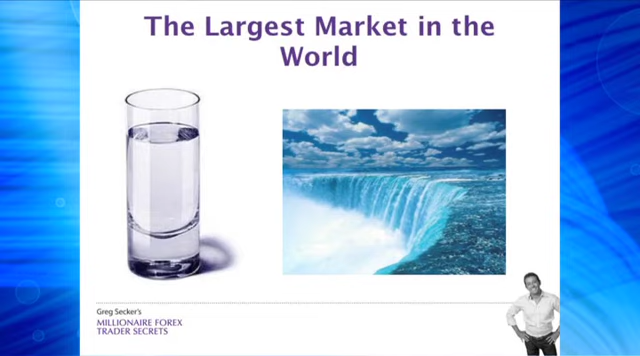 The Largest Market in the
World
Greg Secker's
MILLIONAIRE FOREX
TRADER SECRETS